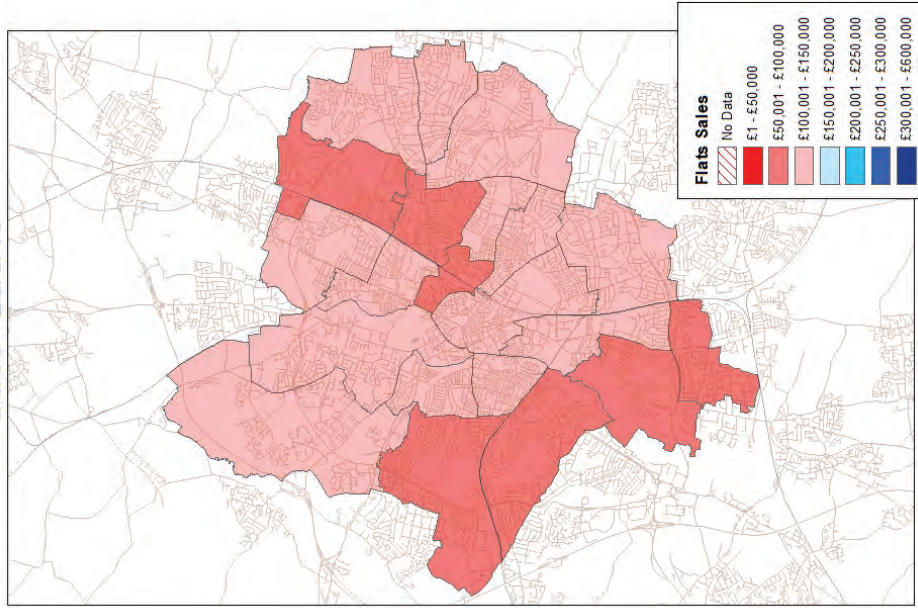 Flats Sales
No Data
£1 - £50,000
£50,001 - £100,000
£100,001 - £150,000
£150,001 - £200,000
£200,001 - £250,000
£250,001 - £300,000
£300,001 - £600,000